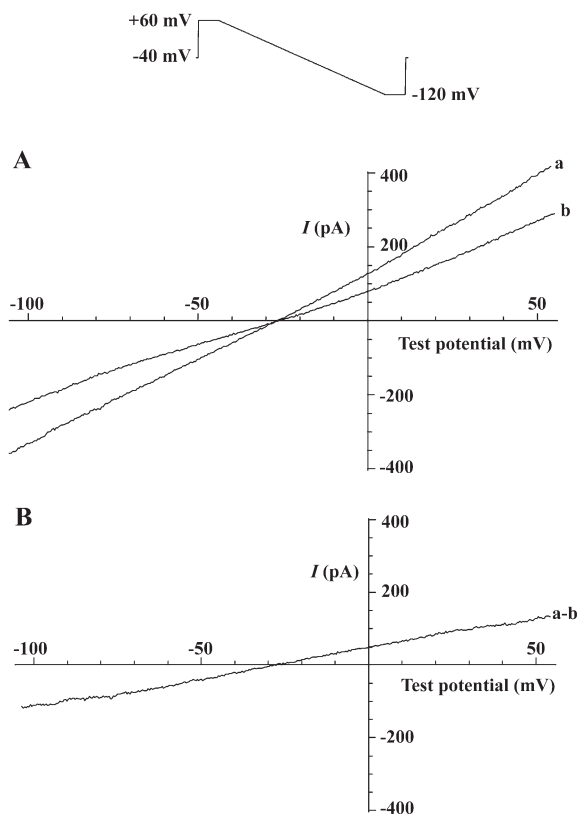 +60 mV
-40 mV
-120 mV
A
400
a
I (pA)
b
200
-100
-50
50
Test potential (mV)
-200
-400
B
400
I (pA)
200
a-b
-100
-50
50
Test potential (mV)
-200
-400